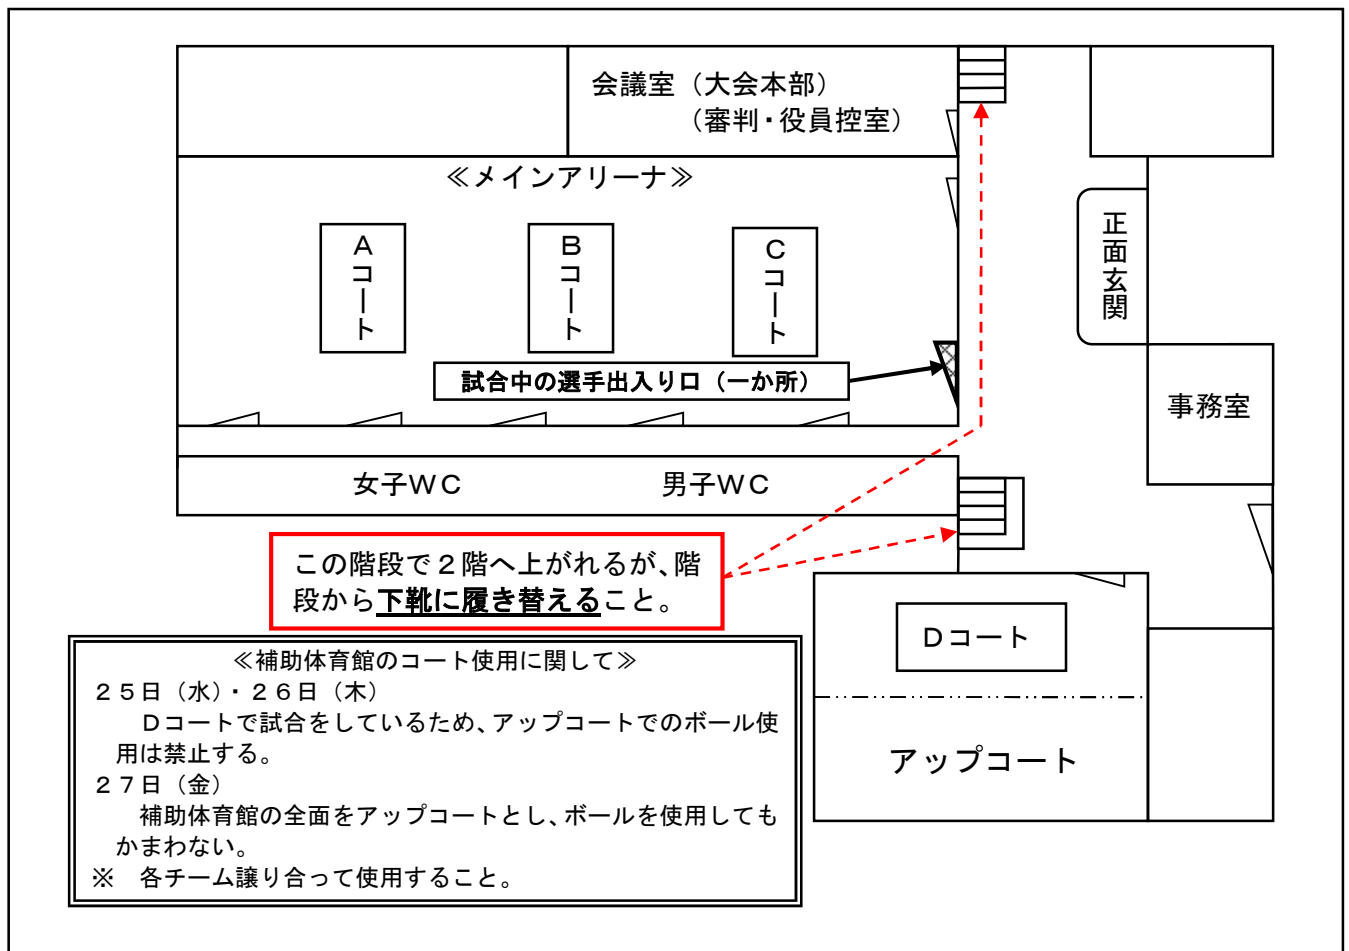 会議室（大会本部）
（審判・役員控室）
≪メインアリーナ≫
Aコート
Bコート
Cコート
正面玄関
試合中の選手出入り口（一か所）
事務室
女子WC
男子WC
この階段で２階へ上がれるが、階
段から下靴に履き替えること。
Dコート
アップコート
≪補助体育館のコート使用に関して≫
２５日（水）・２６日（木）
Dコートで試合をしているため、アップコートでのボール使
用は禁止する。
２７日（金）
補助体育館の全面をアップコートとし、ボールを使用しても
かまわない。
※　各チーム譲り合って使用すること。